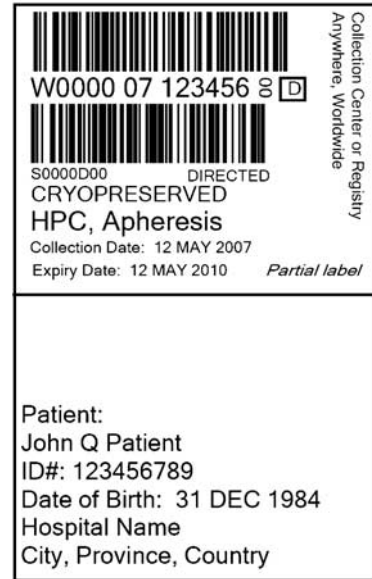 W0000 07 123456 00 D
S0000D00 DIRECTED
CRYOPRESERVED
HPC, Apheresis
Collection Date: 12 MAY 2007
Expiry Date: 12 MAY 2010 Partial label
Collection Center or Registry
Anywhere, Worldwide
Patient:
John Q Patient
ID#: 123456789
Date of Birth: 31 DEC 1984
Hospital Name
City, Province, Country